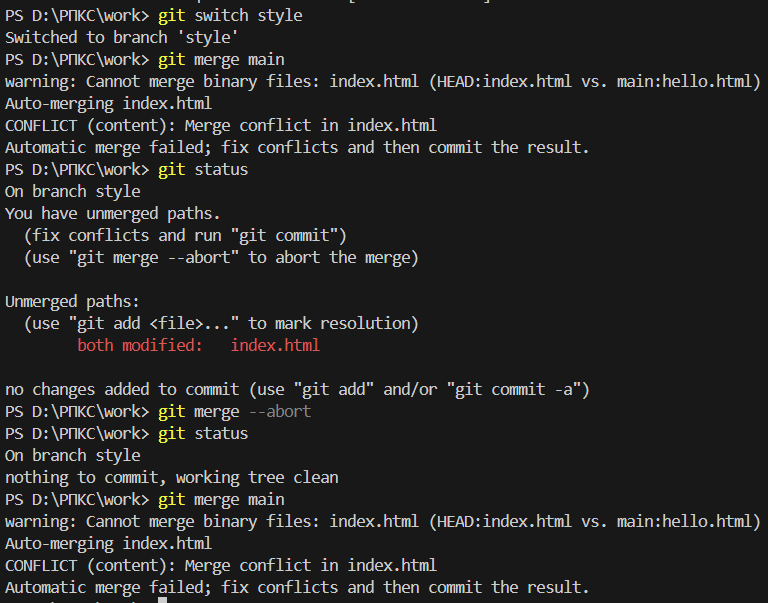 PS D:\РПКС\work> git switch style
Switched to branch 'style'
PS D:\РПКС\work> git merge main
warning: Cannot merge binary files: index.html (HEAD:index.html vs. main:hello.html)
Auto-merging index.html
CONFLICT (content): Merge conflict in index.html
Automatic merge failed; fix conflicts and then commit the result.
PS D:\РПКС\work> git status
On branch style
You have unmerged paths.
  (fix conflicts and run "git commit")
  (use "git merge --abort" to abort the merge)

Unmerged paths:
  (use "git add <file>..." to mark resolution)
        both modified:   index.html

no changes added to commit (use "git add" and/or "git commit -a")
PS D:\РПКС\work> git merge --abort
PS D:\РПКС\work> git status
On branch style
nothing to commit, working tree clean
PS D:\РПКС\work> git merge main
warning: Cannot merge binary files: index.html (HEAD:index.html vs. main:hello.html)
Auto-merging index.html
CONFLICT (content): Merge conflict in index.html
Automatic merge failed; fix conflicts and then commit the result.